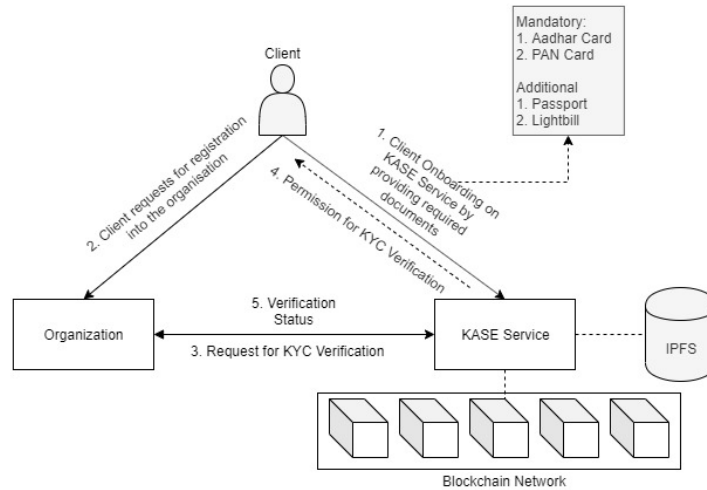 Mandatory:
1. Aadhar Card
2. PAN Card
Additional
1. Passport
2. Lightbill
Client
1. Client Onboarding on
KASE Service by
providing required
documents
2. Client requests for registration
into the organisation
4. Permission for KYC Verification
5. Verification
Status
Organization
3. Request for KYC Verification
KASE Service
IPFS
Blockchain Network